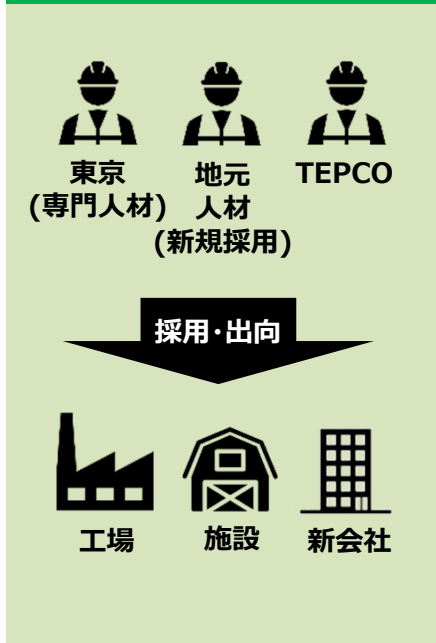 東京
(専門人材)
地元
人材
(新規採用)
TEPCO
採用・出向
工場
施設
新会社